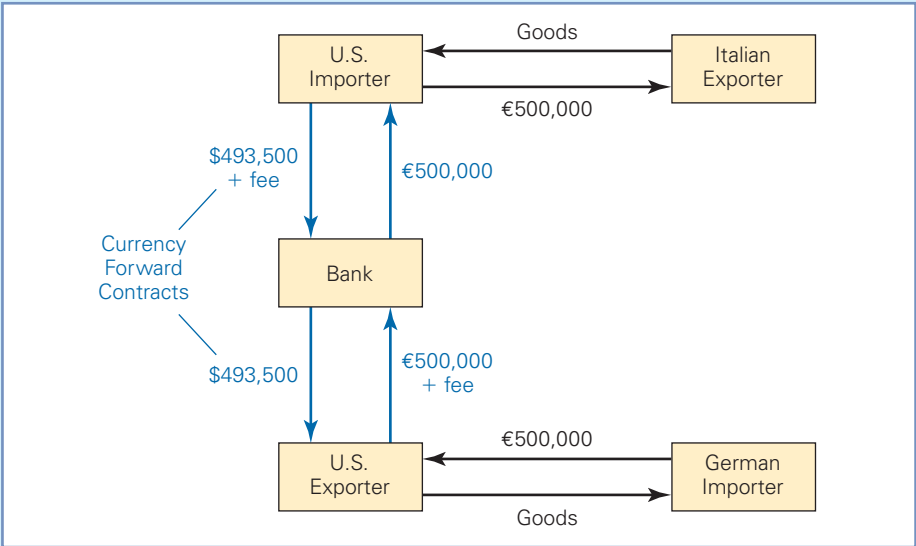 Goods
U.S.
Importer
Italian
Exporter
€500,000
$493,500
+ fee
€500,000
Currency
Forward
Contracts
Bank
$493,500
€500,000
+ fee
€500,000
U.S.
Exporter
German
Importer
Goods